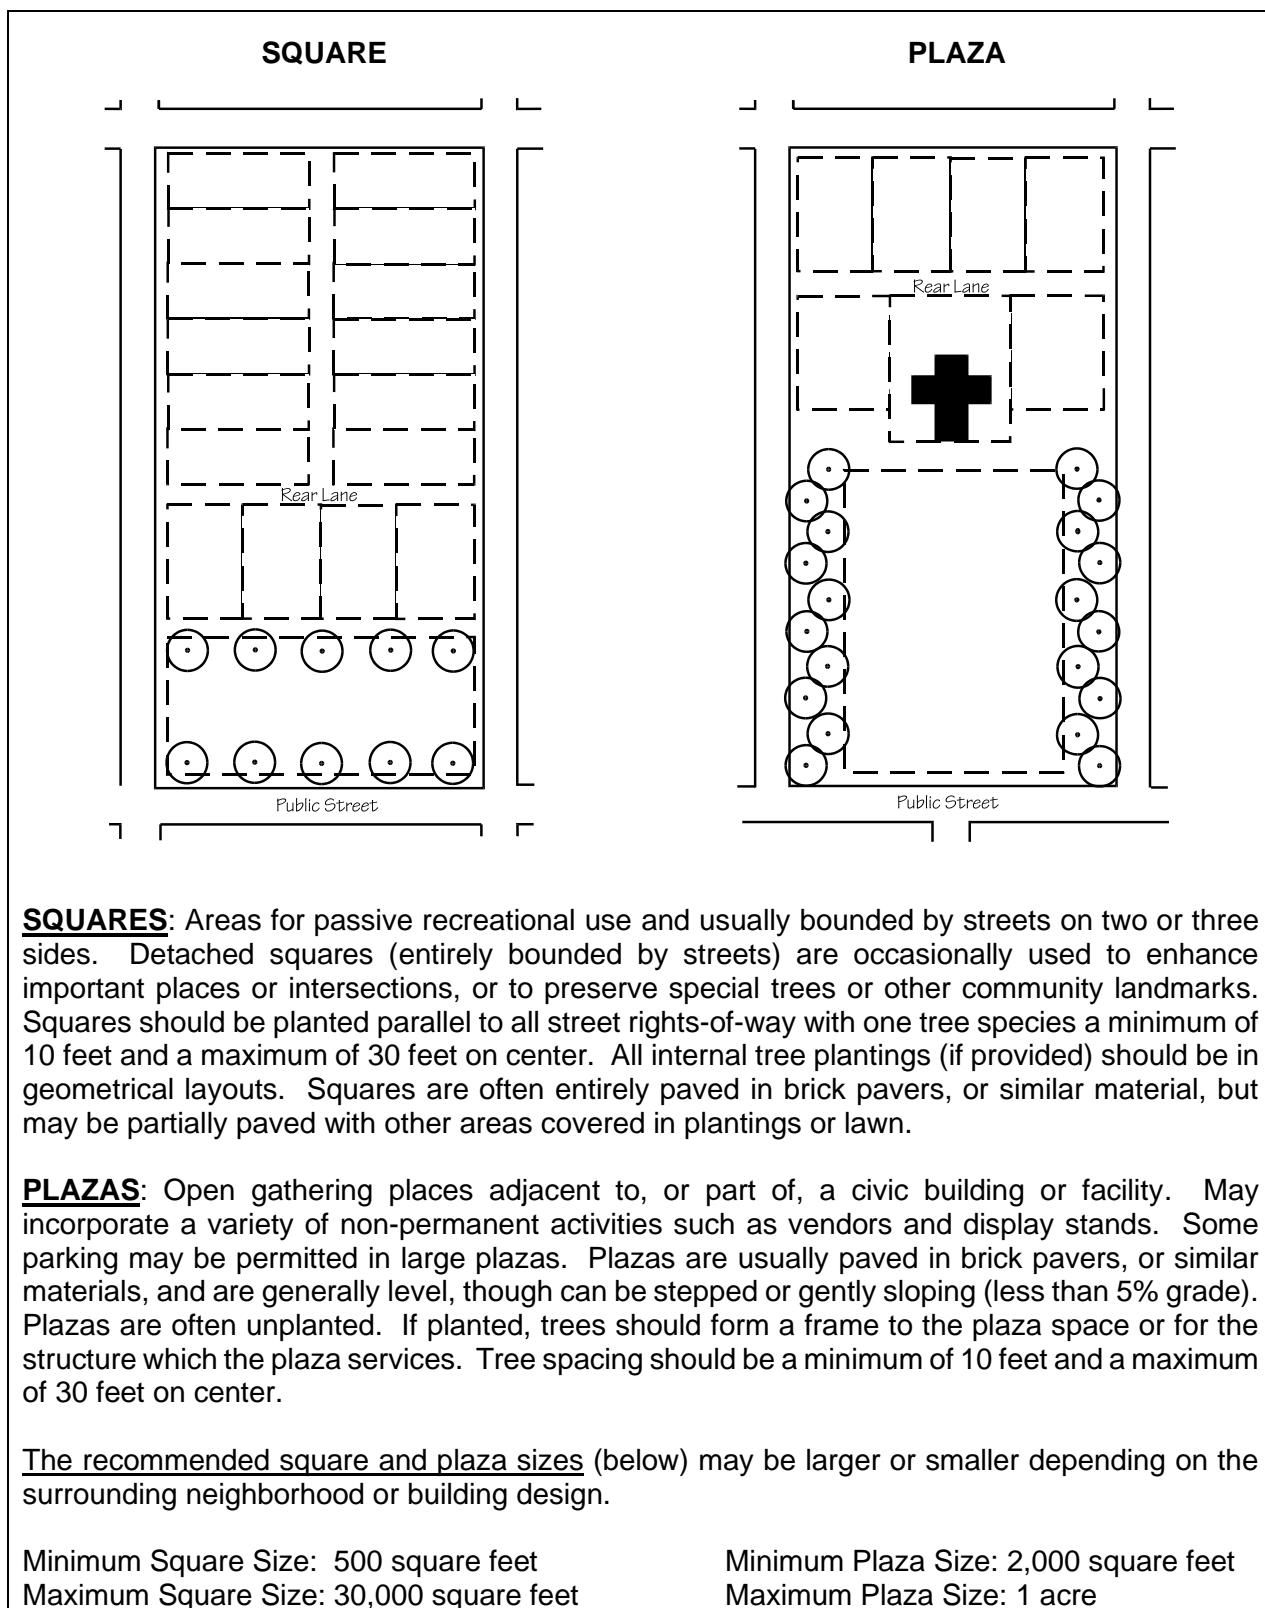 SQUARE PLAZA
Rear Lane
Rear Lane
Public Street Public Street
SQUARES: Areas for passive recreational use and usually bounded by streets on two or three
sides. Detached squares (entirely bounded by streets) are occasionally used to enhance
important places or intersections, or to preserve special trees or other community landmarks.
Squares should be planted parallel to all street rights-of-way with one tree species a minimum of
10 feet and a maximum of 30 feet on center. All internal tree plantings (if provided) should be in
geometrical layouts. Squares are often entirely paved in brick pavers, or similar material, but
may be partially paved with other areas covered in plantings or lawn.
PLAZAS: Open gathering places adjacent to, or part of, a civic building or facility. May
incorporate a variety of non-permanent activities such as vendors and display stands. Some
parking may be permitted in large plazas. Plazas are usually paved in brick pavers, or similar
materials, and are generally level, though can be stepped or gently sloping (less than 5% grade).
Plazas are often unplanted. If planted, trees should form a frame to the plaza space or for the
structure which the plaza services. Tree spacing should be a minimum of 10 feet and a maximum
of 30 feet on center.
The recommended square and plaza sizes (below) may be larger or smaller depending on the
surrounding neighborhood or building design.
Minimum Square Size: 500 square feet Minimum Plaza Size: 2,000 square feet
Maximum Square Size: 30,000 square feet Maximum Plaza Size: 1 acre